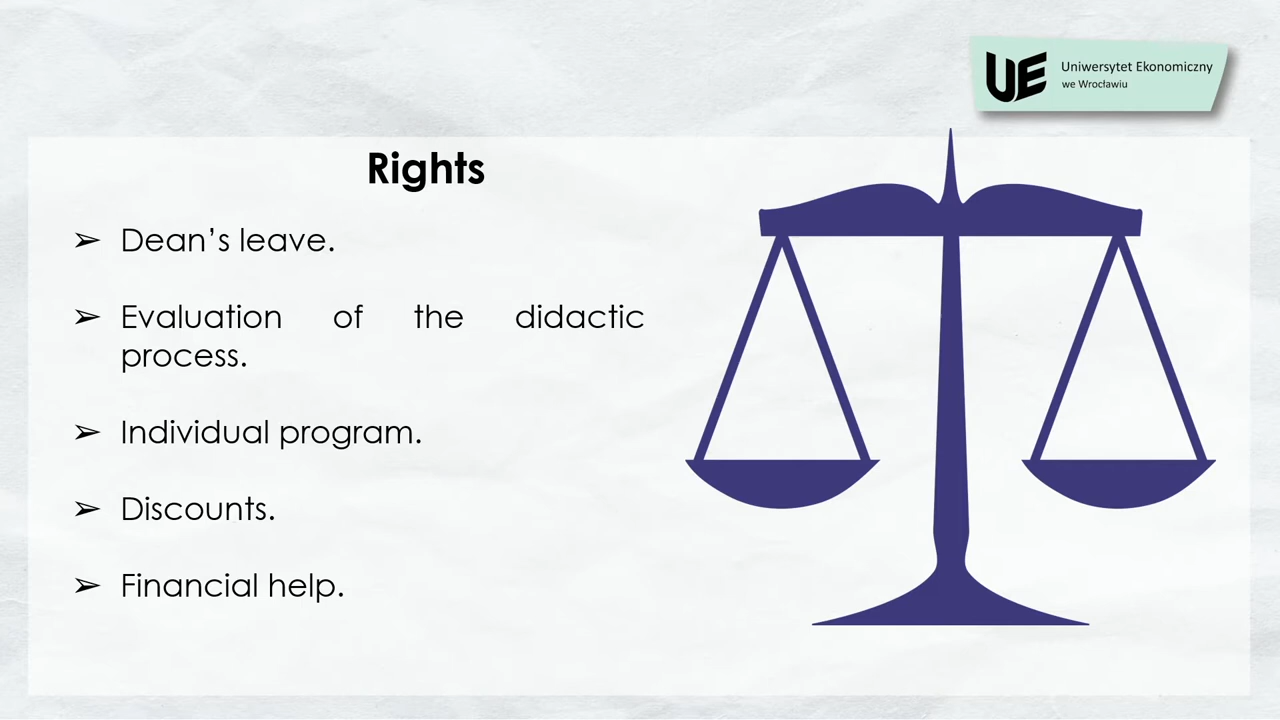 UE Uniwersytet Ekonomiczny
we Wrocławiu
Rights
➢ Dean’s leave.
➢ Evaluation of the didactic
process.
➢ Individual program.
➢ Discounts.
➢ Financial help.